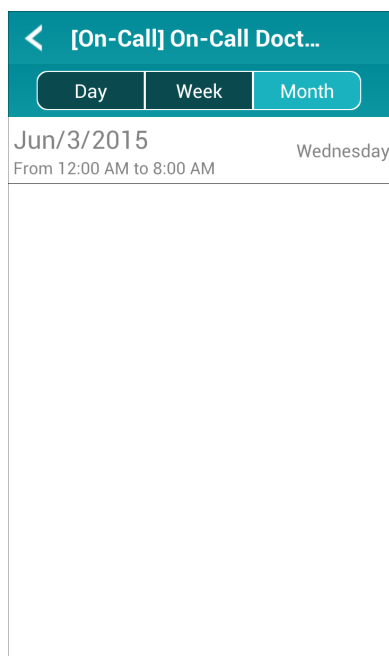 [On-Call] On-Call Doct...
Day Week Month
Jun/3/2015
Wednesday
From 12:00 AM to 8:00 AM